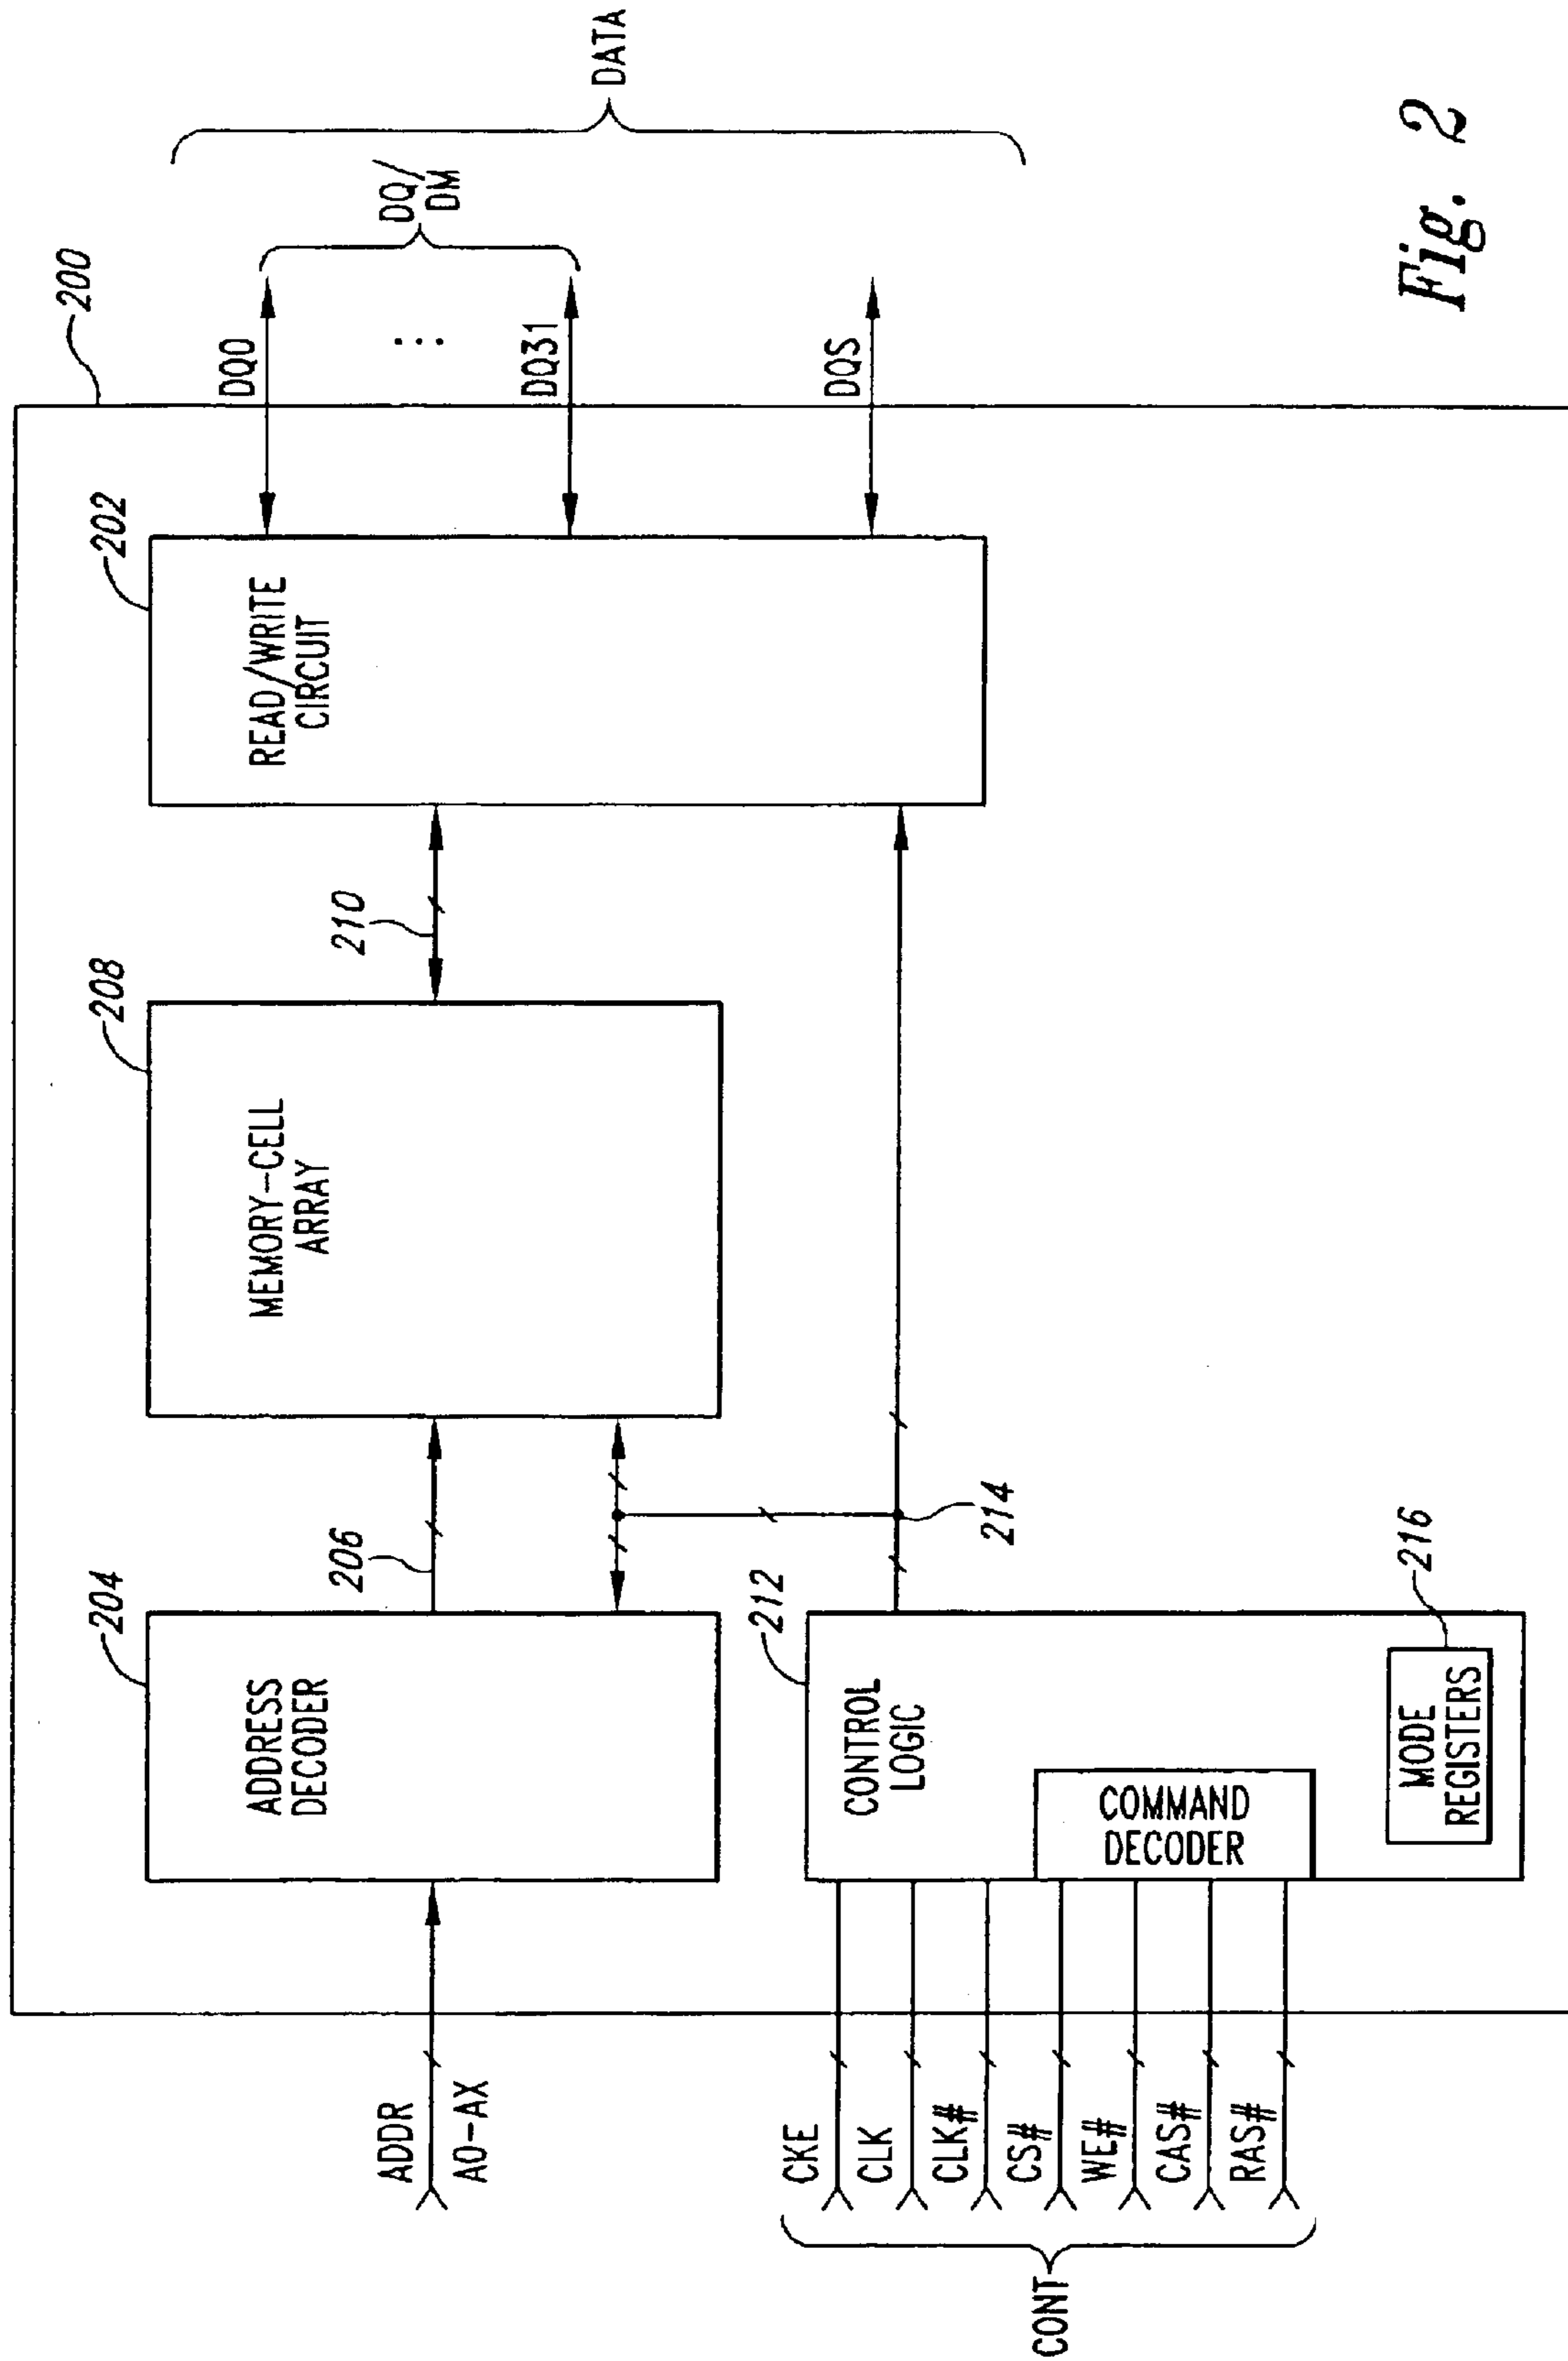 200
202
READ/WRITE
CIRCUIT
204
ADDRESS
DECODER
206
208
MEMORY-CELL
ARRAY
210
212
CONTROL
LOGIC
COMMAND
DECODER
MODE
REGISTERS
216
214
ADDR
A0-AX
CKE
CLK
CLK#
CS#
WE#
CAS#
RAS#
CONT
DQ0
⋮
DQ31
DQS
DQ/
DM
DATA
Fig. 2